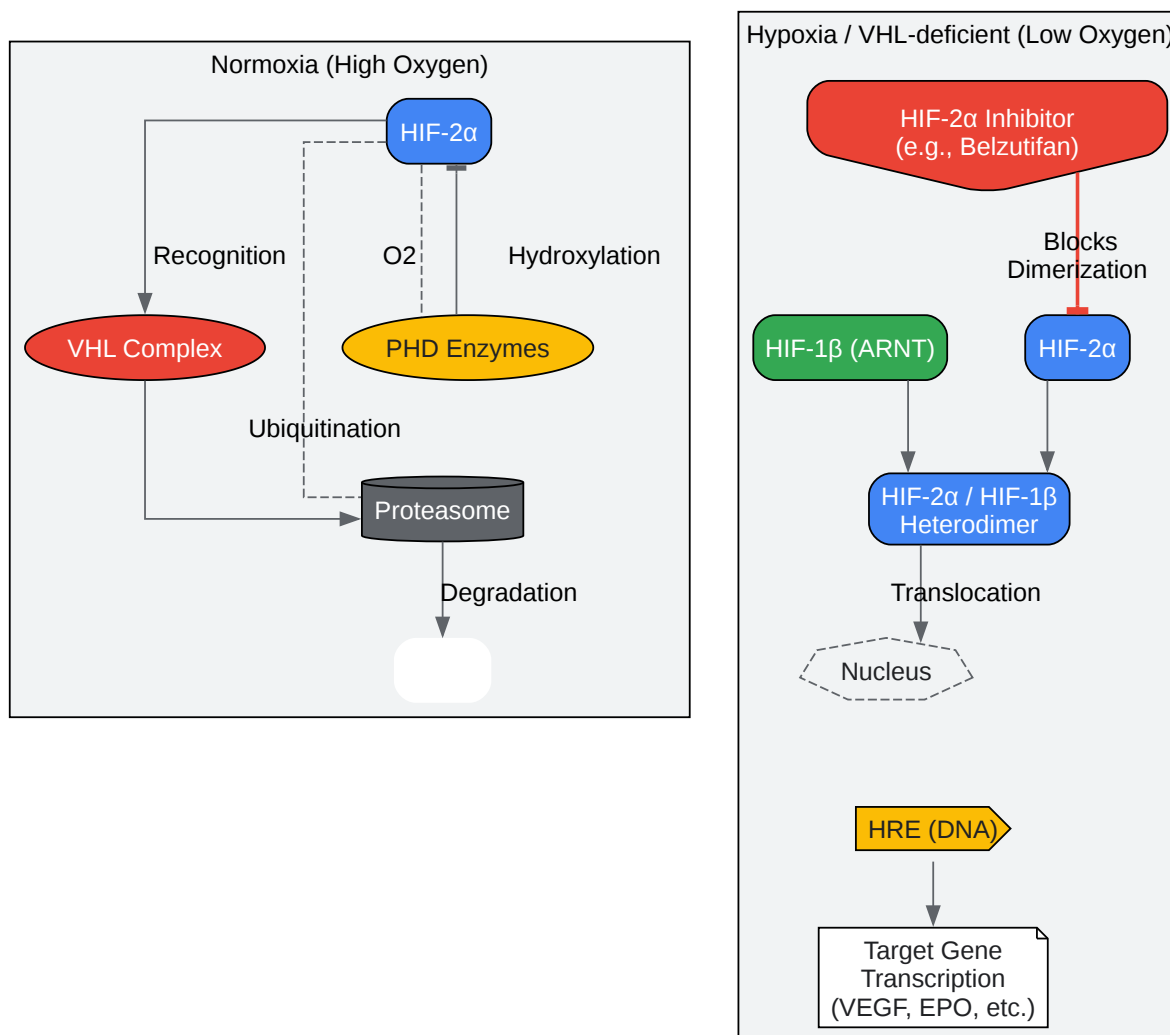 Normoxia (High Oxygen)
HIF-2α
Recognition
O2
Hydroxylation
VHL Complex
PHD Enzymes
Ubiquitination
Proteasome
Degradation
Hypoxia / VHL-deficient (Low Oxygen)
HIF-2α Inhibitor
(e.g., Belzutifan)
Blocks
Dimerization
HIF-1β (ARNT)
HIF-2α
HIF-2α / HIF-1β
Heterodimer
Translocation
Nucleus
HRE (DNA)
Target Gene
Transcription
(VEGF, EPO, etc.)